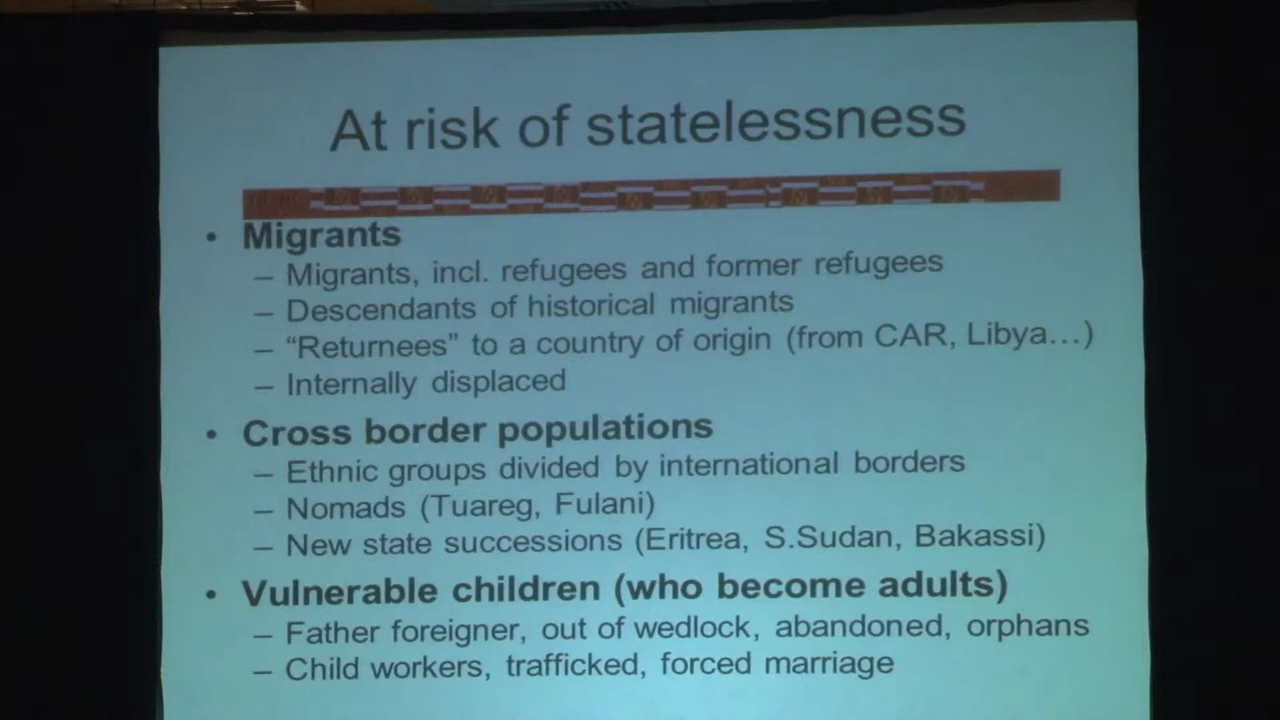 At risk of statelessness
• Migrants
– Migrants, incl. refugees and former refugees
– Descendants of historical migrants
– “Returnees” to a country of origin (from CAR, Libya…)
– Internally displaced
• Cross border populations
– Ethnic groups divided by international borders
– Nomads (Tuareg, Fulani)
– New state successions (Eritrea, S.Sudan, Bakassi)
• Vulnerable children (who become adults)
– Father foreigner, out of wedlock, abandoned, orphans
– Child workers, trafficked, forced marriage